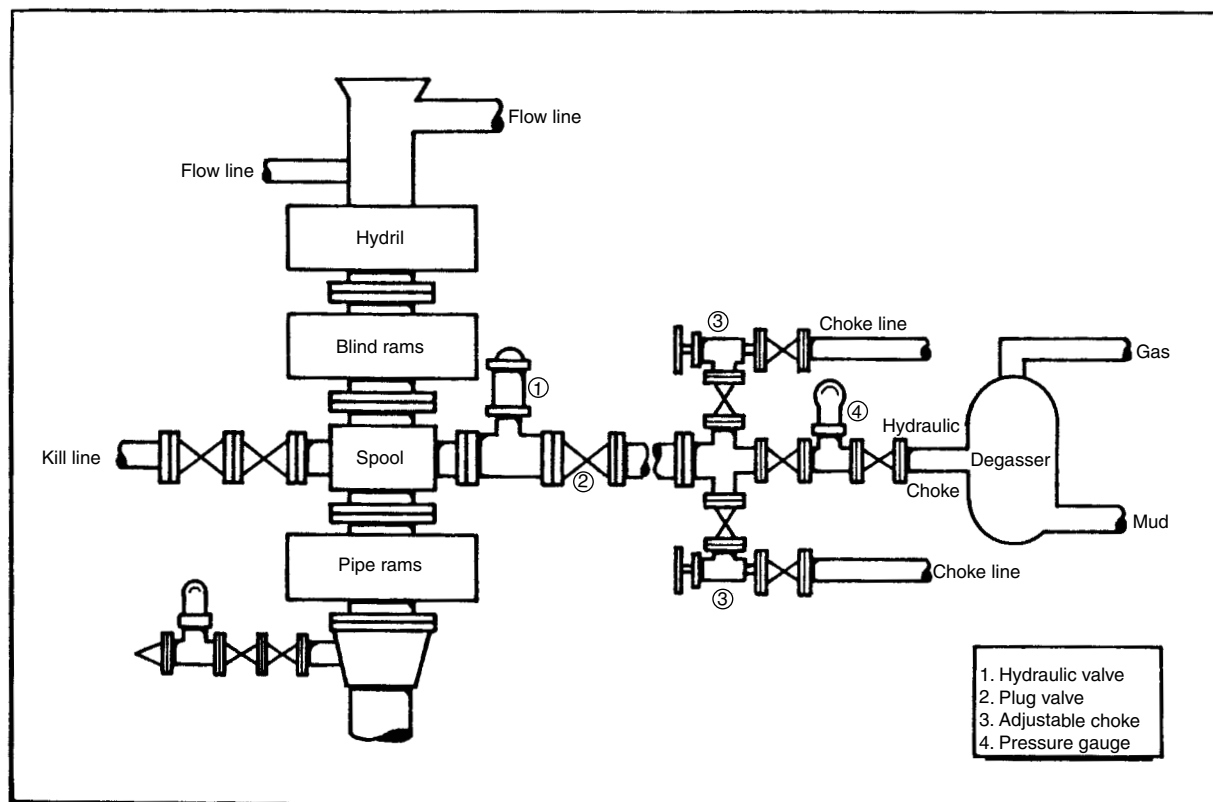 Flow line
Flow line
Hydril
Blind rams
③
Choke line
Gas
①
④
Hydraulic
Kill line
Spool
Degasser
②
Choke
Mud
Pipe rams
Choke line
③
1. Hydraulic valve
2. Plug valve
3. Adjustable choke
4. Pressure gauge